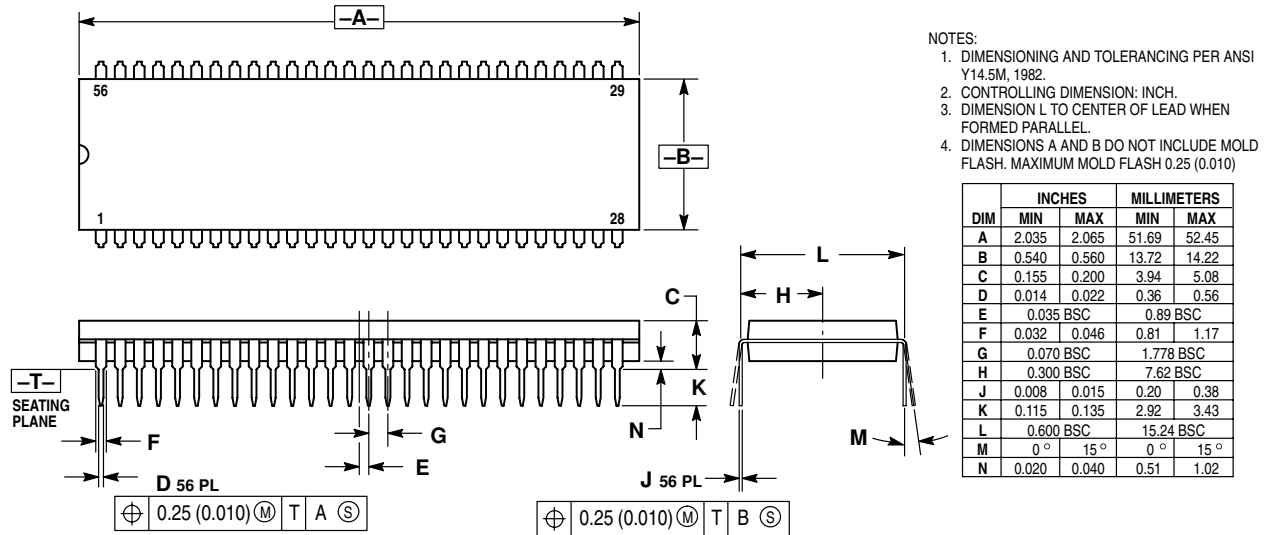 –A–
56
29
1
28
–B–
–T–
SEATING
PLANE
F
D 56 PL
⌖ 0.25 (0.010) Ⓜ T A Ⓢ
C
K
N
G
E
L
H
M
J 56 PL
⌖ 0.25 (0.010) Ⓜ T B Ⓢ
NOTES:
1. DIMENSIONING AND TOLERANCING PER ANSI
Y14.5M, 1982.
2. CONTROLLING DIMENSION: INCH.
3. DIMENSION L TO CENTER OF LEAD WHEN
FORMED PARALLEL.
4. DIMENSIONS A AND B DO NOT INCLUDE MOLD
FLASH. MAXIMUM MOLD FLASH 0.25 (0.010)
INCHES MILLIMETERS
DIM MIN MAX MIN MAX
A 2.035 2.065 51.69 52.45
B 0.540 0.560 13.72 14.22
C 0.155 0.200 3.94 5.08
D 0.014 0.022 0.36 0.56
E 0.035 BSC 0.89 BSC
F 0.032 0.046 0.81 1.17
G 0.070 BSC 1.778 BSC
H 0.300 BSC 7.62 BSC
J 0.008 0.015 0.20 0.38
K 0.115 0.135 2.92 3.43
L 0.600 BSC 15.24 BSC
M 0 ° 15 ° 0 ° 15 °
N 0.020 0.040 0.51 1.02